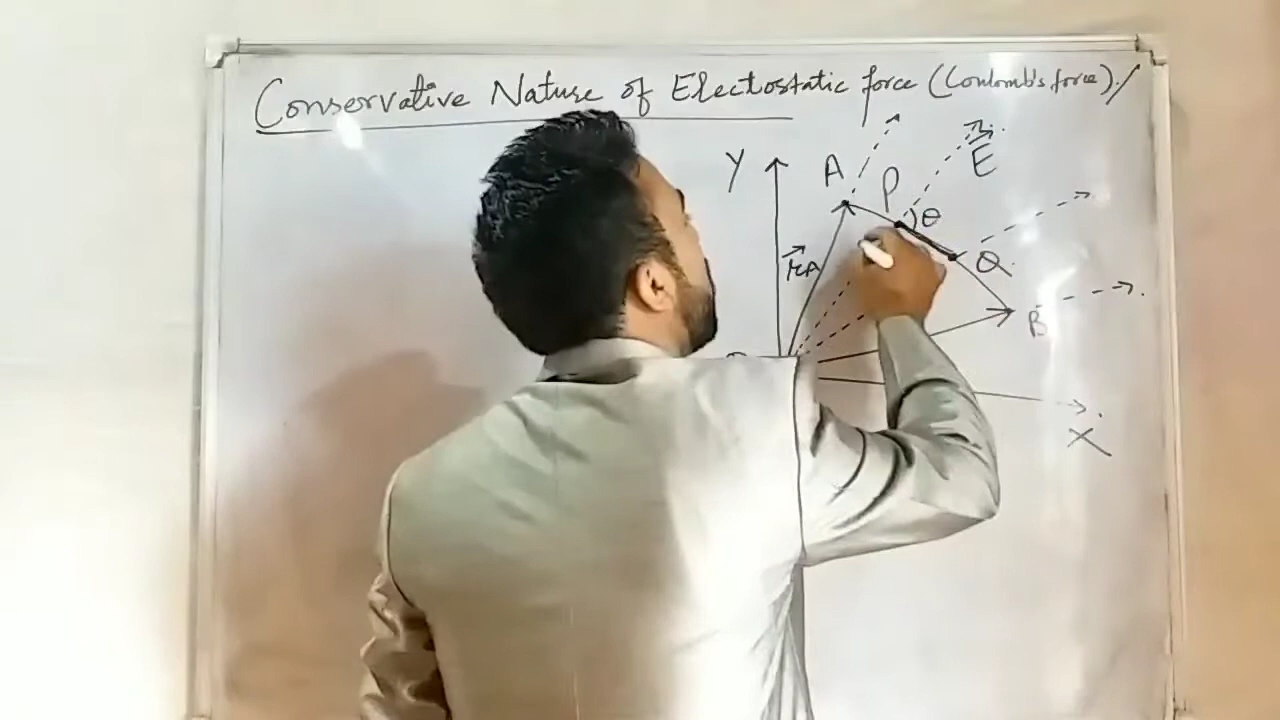 Conservative Nature of Electostatic force (Coulomb's force)./
Y
A
P
E
θ
r⃗A
Q
B
X